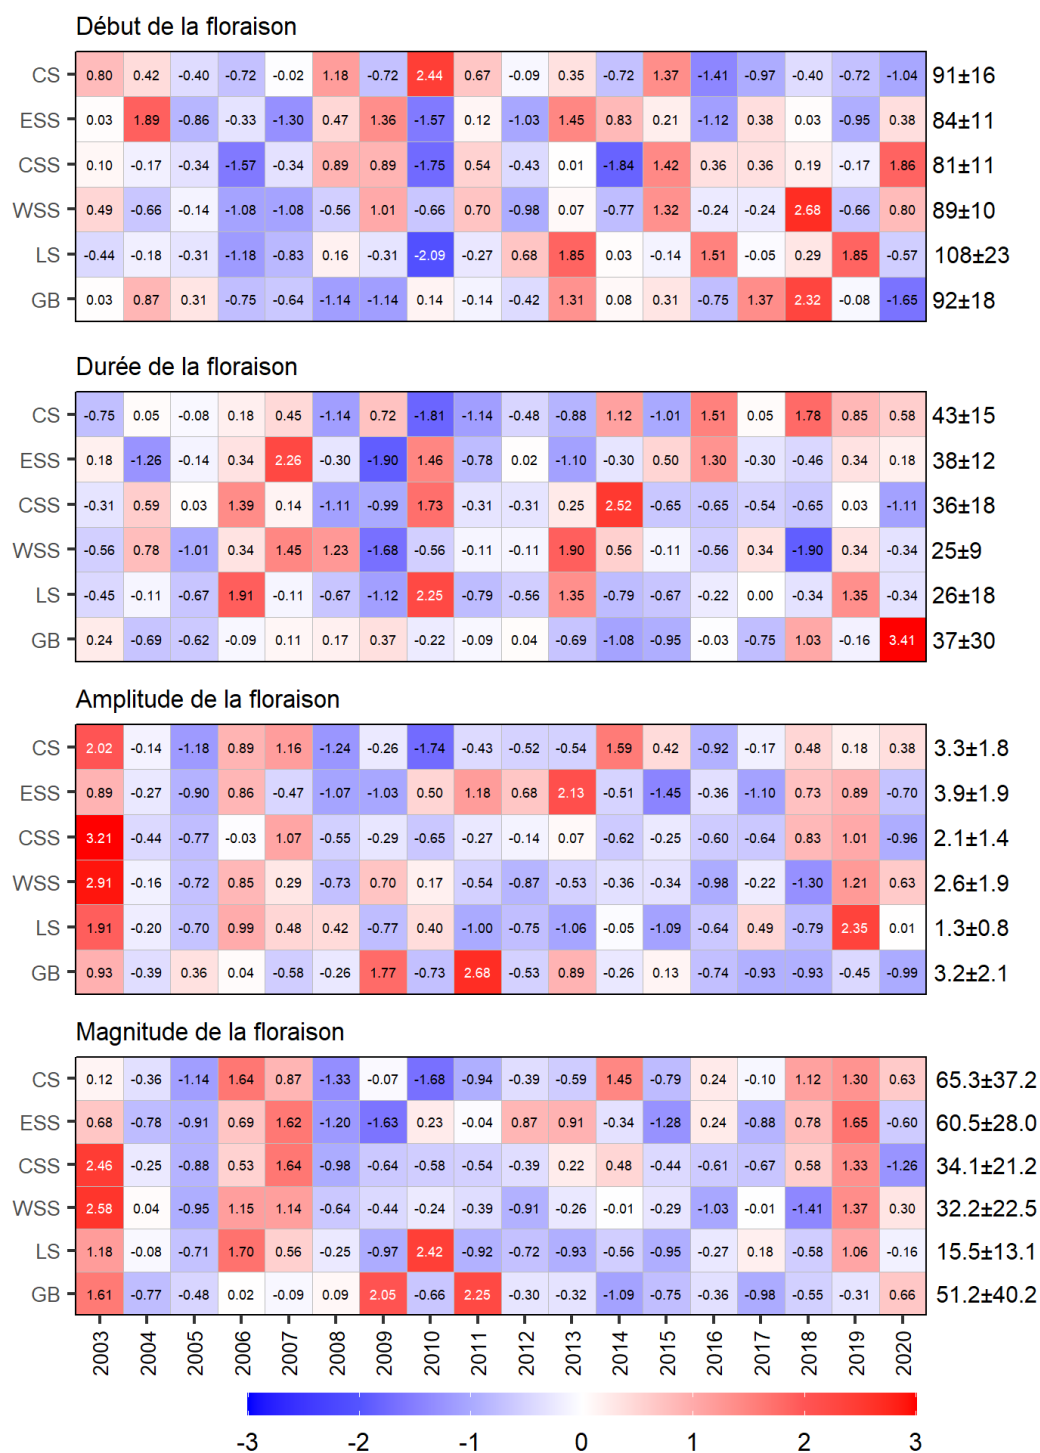 Début de la floraison
CS 0.80 0.42 -0.40 -0.72 -0.02 1.18 -0.72 2.44 0.67 -0.09 0.35 -0.72 1.37 -1.41 -0.97 -0.40 -0.72 -1.04 91±16
ESS 0.03 1.89 -0.86 -0.33 -1.30 0.47 1.36 -1.57 0.12 -1.03 1.45 0.83 0.21 -1.12 0.38 0.03 -0.95 0.38 84±11
CSS 0.10 -0.17 -0.34 -1.57 -0.34 0.89 0.89 -1.75 0.54 -0.43 0.01 -1.84 1.42 0.36 0.36 0.19 -0.17 1.86 81±11
WSS 0.49 -0.66 -0.14 -1.08 -1.08 -0.56 1.01 -0.66 0.70 -0.98 0.07 -0.77 1.32 -0.24 -0.24 2.68 -0.66 0.80 89±10
LS -0.44 -0.18 -0.31 -1.18 -0.83 0.16 -0.31 -2.09 -0.27 0.68 1.85 0.03 -0.14 1.51 -0.05 0.29 1.85 -0.57 108±23
GB 0.03 0.87 0.31 -0.75 -0.64 -1.14 -1.14 0.14 -0.14 -0.42 1.31 0.08 0.31 -0.75 1.37 2.32 -0.08 -1.65 92±18
Durée de la floraison
CS -0.75 0.05 -0.08 0.18 0.45 -1.14 0.72 -1.81 -1.14 -0.48 -0.88 1.12 -1.01 1.51 0.05 1.78 0.85 0.58 43±15
ESS 0.18 -1.26 -0.14 0.34 2.26 -0.30 -1.90 1.46 -0.78 0.02 -1.10 -0.30 0.50 1.30 -0.30 -0.46 0.34 0.18 38±12
CSS -0.31 0.59 0.03 1.39 0.14 -1.11 -0.99 1.73 -0.31 -0.31 0.25 2.52 -0.65 -0.65 -0.54 -0.65 0.03 -1.11 36±18
WSS -0.56 0.78 -1.01 0.34 1.45 1.23 -1.68 -0.56 -0.11 -0.11 1.90 0.56 -0.11 -0.56 0.34 -1.90 0.34 -0.34 25±9
LS -0.45 -0.11 -0.67 1.91 -0.11 -0.67 -1.12 2.25 -0.79 -0.56 1.35 -0.79 -0.67 -0.22 0.00 -0.34 1.35 -0.34 26±18
GB 0.24 -0.69 -0.62 -0.09 0.11 0.17 0.37 -0.22 -0.09 0.04 -0.69 -1.08 -0.95 -0.03 -0.75 1.03 -0.16 3.41 37±30
Amplitude de la floraison
CS 2.02 -0.14 -1.18 0.89 1.16 -1.24 -0.26 -1.74 -0.43 -0.52 -0.54 1.59 0.42 -0.92 -0.17 0.48 0.18 0.38 3.3±1.8
ESS 0.89 -0.27 -0.90 0.86 -0.47 -1.07 -1.03 0.50 1.18 0.68 2.13 -0.51 -1.45 -0.36 -1.10 0.73 0.89 -0.70 3.9±1.9
CSS 3.21 -0.44 -0.77 -0.03 1.07 -0.55 -0.29 -0.65 -0.27 -0.14 0.07 -0.62 -0.25 -0.60 -0.64 0.83 1.01 -0.96 2.1±1.4
WSS 2.91 -0.16 -0.72 0.85 0.29 -0.73 0.70 0.17 -0.54 -0.87 -0.53 -0.36 -0.34 -0.98 -0.22 -1.30 1.21 0.63 2.6±1.9
LS 1.91 -0.20 -0.70 0.99 0.48 0.42 -0.77 0.40 -1.00 -0.75 -1.06 -0.05 -1.09 -0.64 0.49 -0.79 2.35 0.01 1.3±0.8
GB 0.93 -0.39 0.36 0.04 -0.58 -0.26 1.77 -0.73 2.68 -0.53 0.89 -0.26 0.13 -0.74 -0.93 -0.93 -0.45 -0.99 3.2±2.1
Magnitude de la floraison
CS 0.12 -0.36 -1.14 1.64 0.87 -1.33 -0.07 -1.68 -0.94 -0.39 -0.59 1.45 -0.79 0.24 -0.10 1.12 1.30 0.63 65.3±37.2
ESS 0.68 -0.78 -0.91 0.69 1.62 -1.20 -1.63 0.23 -0.04 0.87 0.91 -0.34 -1.28 0.24 -0.88 0.78 1.65 -0.60 60.5±28.0
CSS 2.46 -0.25 -0.88 0.53 1.64 -0.98 -0.64 -0.58 -0.54 -0.39 0.22 0.48 -0.44 -0.61 -0.67 0.58 1.33 -1.26 34.1±21.2
WSS 2.58 0.04 -0.95 1.15 1.14 -0.64 -0.44 -0.24 -0.39 -0.91 -0.26 -0.01 -0.29 -1.03 -0.01 -1.41 1.37 0.30 32.2±22.5
LS 1.18 -0.08 -0.71 1.70 0.56 -0.25 -0.97 2.42 -0.92 -0.72 -0.93 -0.56 -0.95 -0.27 0.18 -0.58 1.06 -0.16 15.5±13.1
GB 1.61 -0.77 -0.48 0.02 -0.09 0.09 2.05 -0.66 2.25 -0.30 -0.32 -1.09 -0.75 -0.36 -0.98 -0.55 -0.31 0.66 51.2±40.2
2003 2004 2005 2006 2007 2008 2009 2010 2011 2012 2013 2014 2015 2016 2017 2018 2019 2020
-3 -2 -1 0 1 2 3